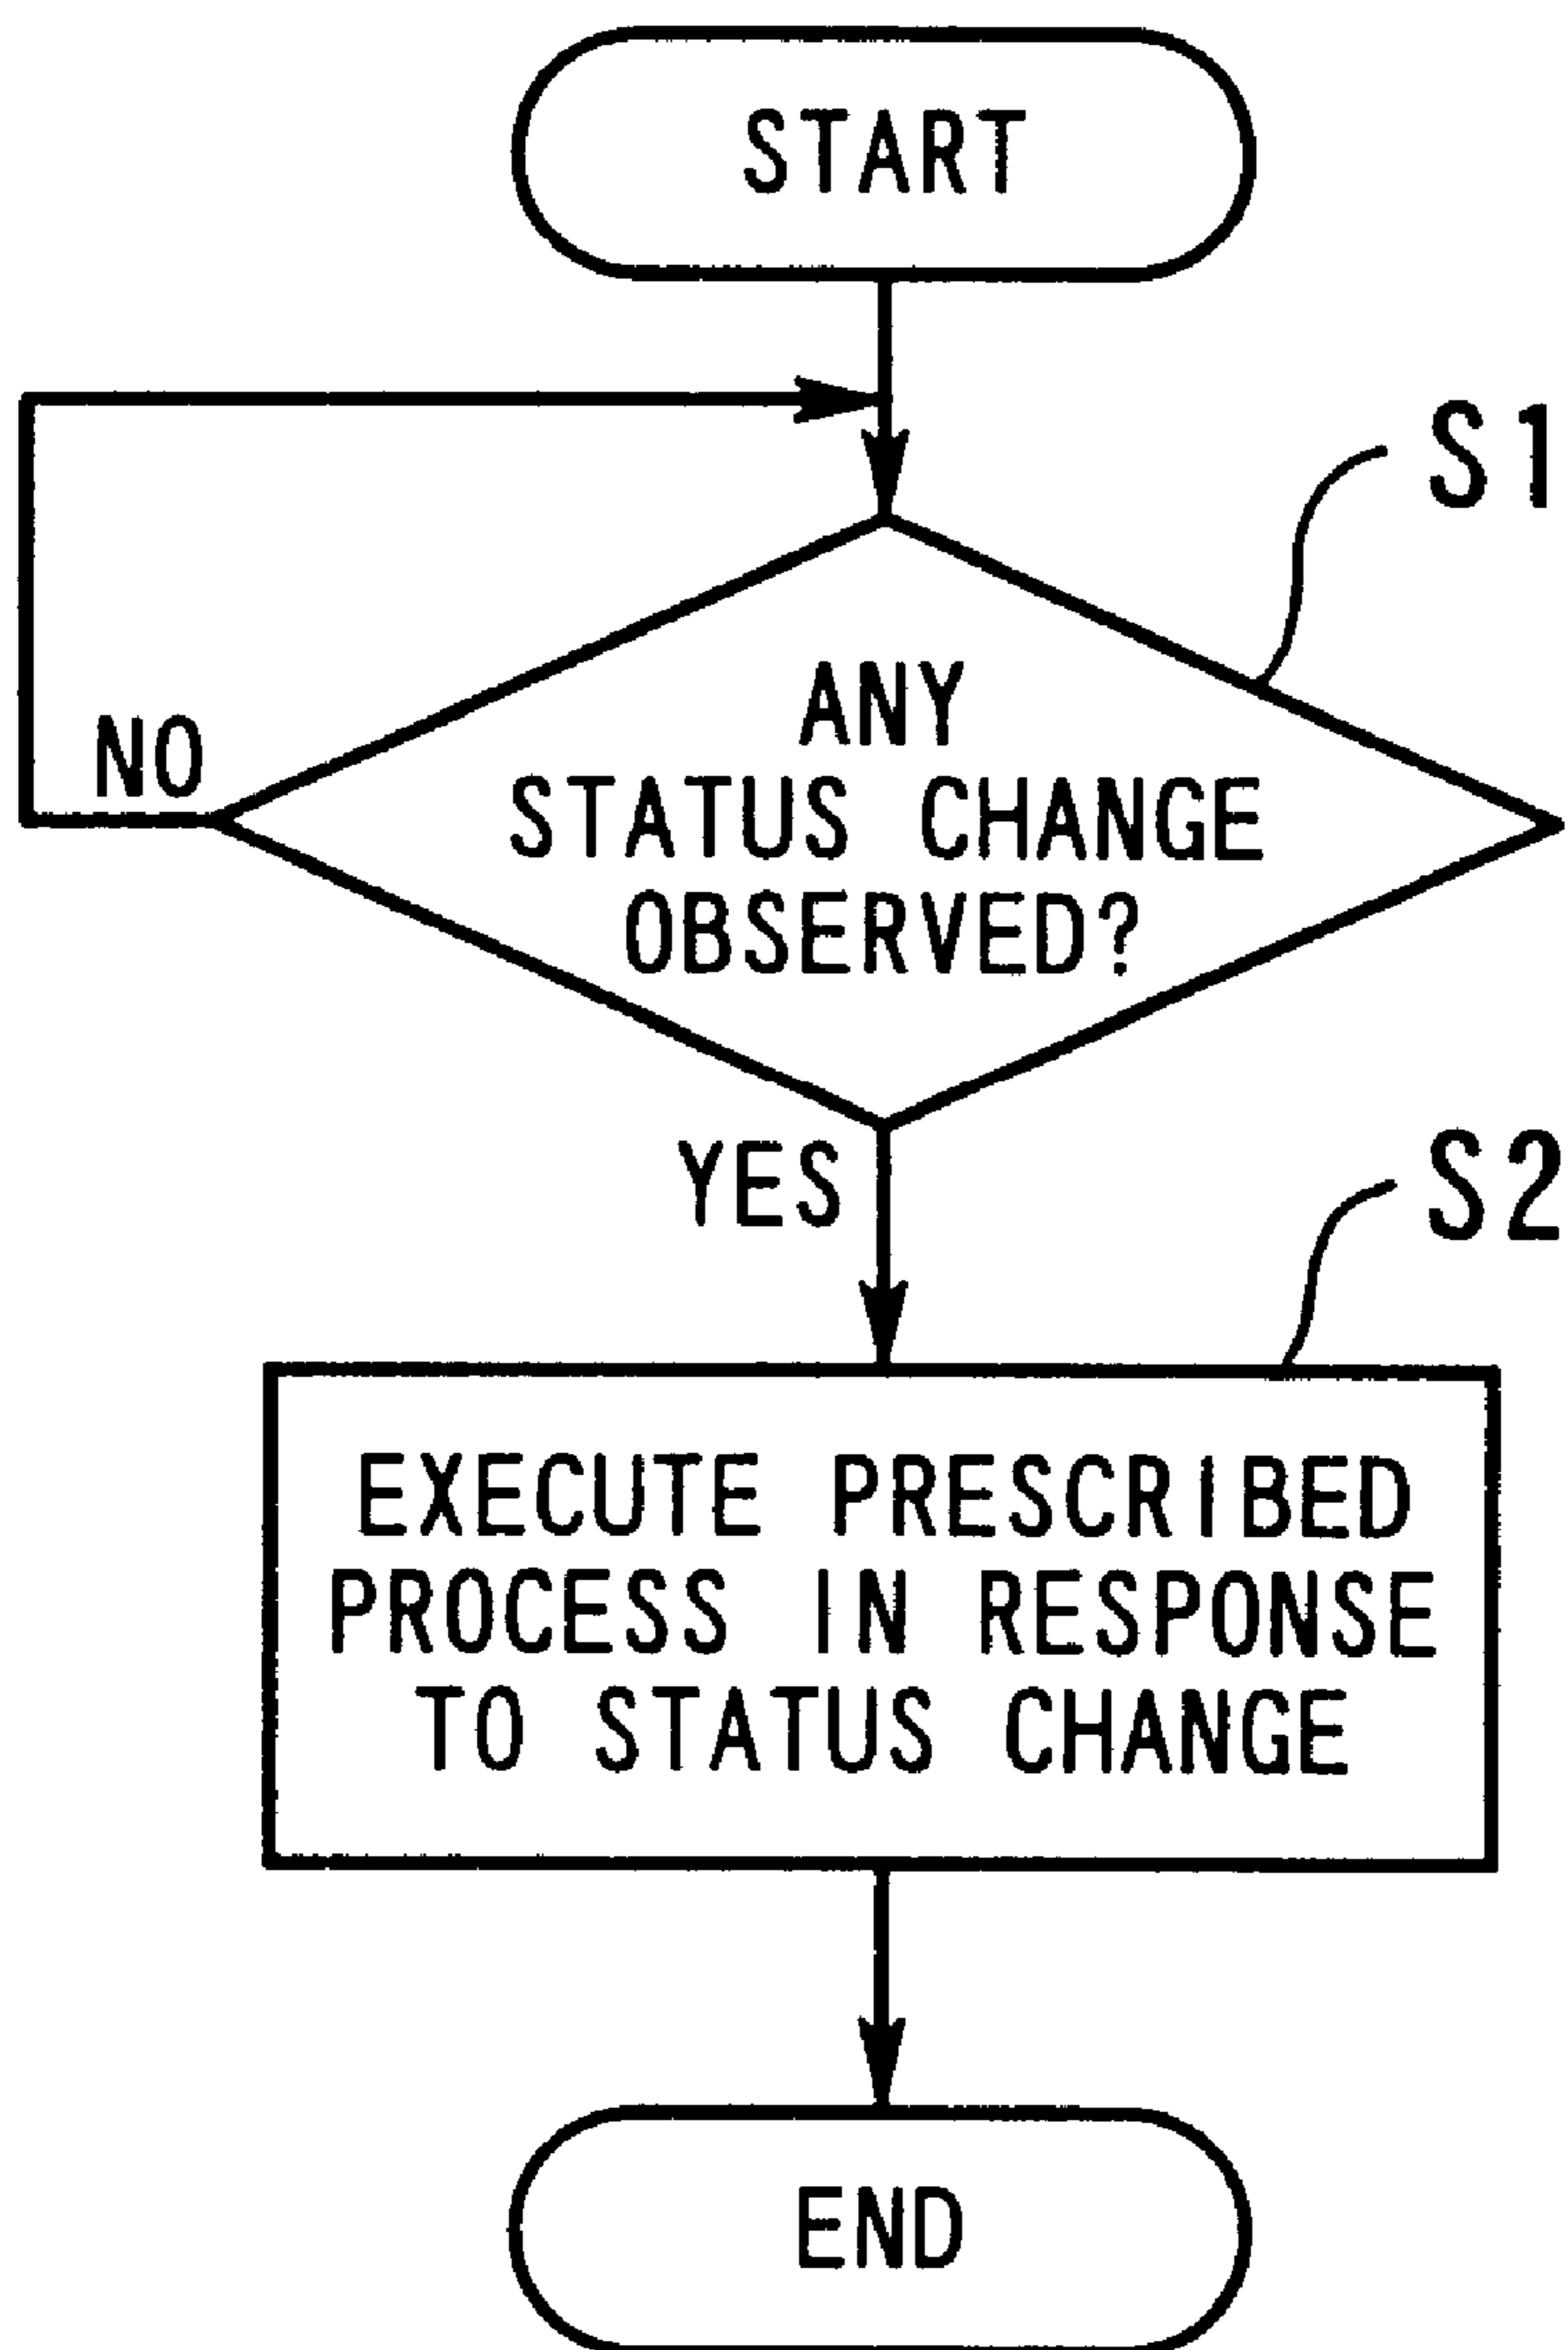 START
S1
ANY
STATUS CHANGE
OBSERVED?
NO
YES
S2
EXECUTE PRESCRIBED
PROCESS IN RESPONSE
TO STATUS CHANGE
END